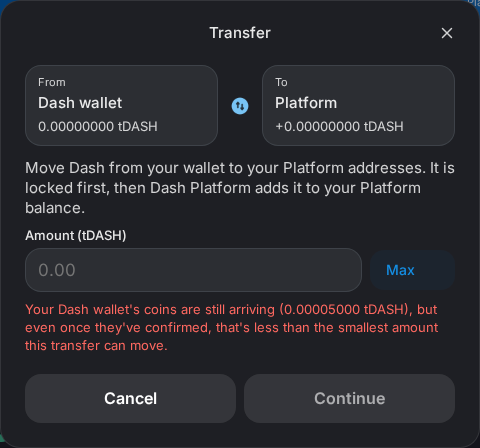 Transfer
From
Dash wallet
0.00000000 tDASH
To
Platform
+0.00000000 tDASH
Move Dash from your wallet to your Platform addresses. It is
locked first, then Dash Platform adds it to your Platform
balance.
Amount (tDASH)
0.00
Max
Your Dash wallet's coins are still arriving (0.00005000 tDASH), but
even once they've confirmed, that's less than the smallest amount
this transfer can move.
Cancel
Continue